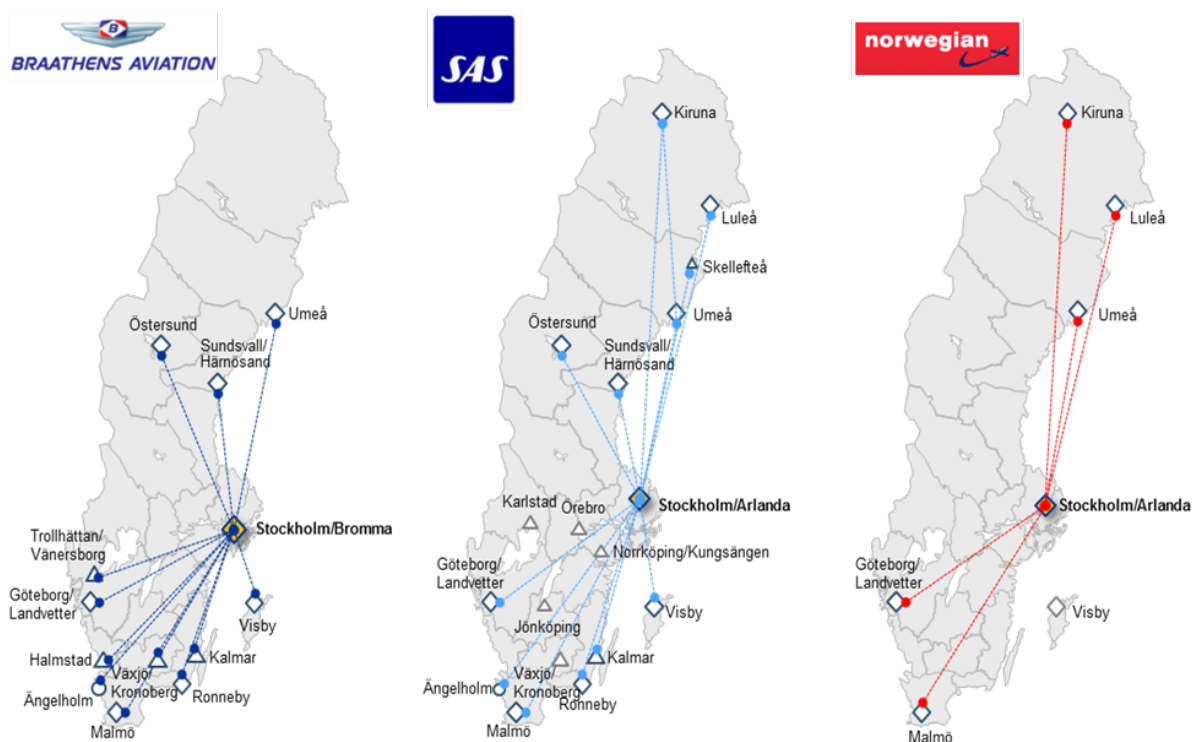 B
BRAATHENS AVIATION
Umeå
Östersund
Sundsvall/
Härnösand
Stockholm/Bromma
Trollhättan/
Vänersborg
Göteborg/
Landvetter
Visby
Halmstad
Växjö/
Kronoberg
Kalmar
Ängelholm
Ronneby
Malmö
SAS
Kiruna
Luleå
Skellefteå
Umeå
Östersund
Sundsvall/
Härnösand
Stockholm/Arlanda
Karlstad
Örebro
Norrköping/Kungsängen
Göteborg/
Landvetter
Visby
Jönköping
Växjö/
Kronoberg
Kalmar
Ängelholm
Ronneby
Malmö
norwegian
Kiruna
Luleå
Umeå
Stockholm/Arlanda
Göteborg/
Landvetter
Visby
Malmö